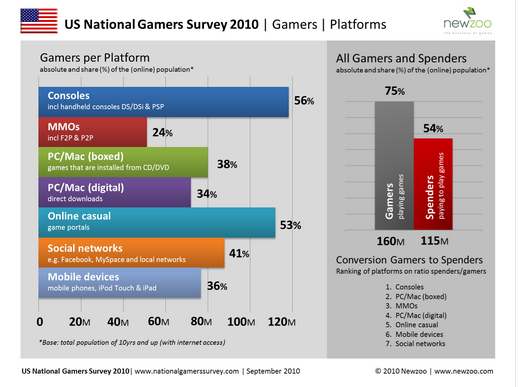 US National Gamers Survey 2010 | Gamers | Platforms
newzoo
the business of games
Gamers per Platform
absolute and share (%) of the (online) population*
Consoles
incl handheld consoles DS/DSi & PSP
56%
MMOs
incl F2P & P2P
24%
PC/Mac (boxed)
games that are installed from CD/DVD
38%
PC/Mac (digital)
direct downloads
34%
Online casual
game portals
53%
Social networks
e.g. Facebook, MySpace and local networks
41%
Mobile devices
mobile phones, iPod Touch & iPad
36%
0 20M 40M 60M 80M 100M 120M
*Base: total population of 10yrs and up (with internet access)
All Gamers and Spenders
absolute and share (%) of the (online) population*
75%
54%
Gamers
playing games
Spenders
paying to play games
160M 115M
Conversion Gamers to Spenders
Ranking of platforms on ratio spenders/gamers
1. Consoles
2. PC/Mac (boxed)
3. MMOs
4. PC/Mac (digital)
5. Online casual
6. Mobile devices
7. Social networks
US National Gamers Survey 2010| www.nationalgamerssurvey.com | September 2010
© 2010 Newzoo | www.newzoo.com